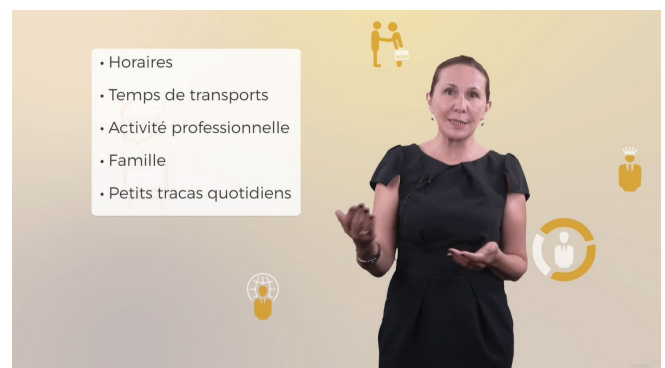 • Horaires
• Temps de transports
• Activité professionnelle
• Famille
• Petits tracas quotidiens